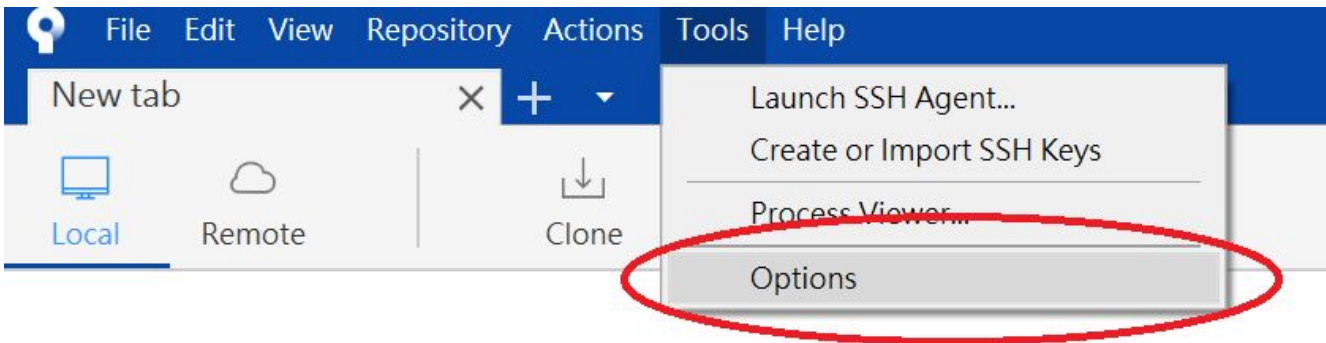 File Edit View Repository Actions Tools Help
New tab
Launch SSH Agent...
Create or Import SSH Keys
Process Viewer...
Options
Local Remote Clone